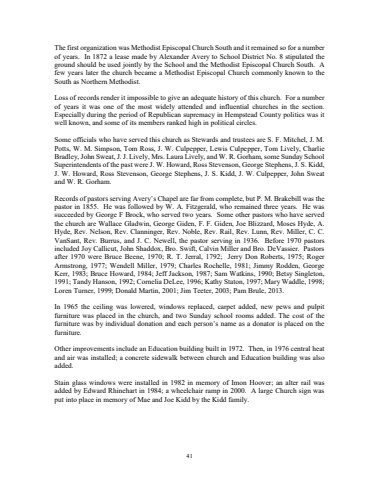 The first organization was Methodist Episcopal Church South and it remained so for a number
of years. In 1872 a lease made by Alexander Avery to School District No. 8 stipulated the
ground should be used jointly by the School and the Methodist Episcopal Church South. A
few years later the church became a Methodist Episcopal Church commonly known to the
South as Northern Methodist.
Loss of records render it impossible to give an adequate history of this church. For a number
of years it was one of the most widely attended and influential churches in the section.
Especially during the period of Republican supremacy in Hempstead County politics was it
well known, and some of its members ranked high in political circles.
Some officials who have served this church as Stewards and trustees are S. F. Mitchel, J. M.
Potts, W. M. Simpson, Tom Ross, J. W. Culpepper, Lewis Culpepper, Tom Lively, Charlie
Bradley, John Sweat, J. J. Lively, Mrs. Laura Lively, and W. R. Gorham, some Sunday School
Superintendents of the past were J. W. Howard, Ross Stevenson, George Stephens, J. S. Kidd,
J. W. Howard, Ross Stevenson, George Stephens, J. S. Kidd, J. W. Culpepper, John Sweat
and W. R. Gorham.
Records of pastors serving Avery's Chapel are far from complete, but P. M. Brakebill was the
pastor in 1855. He was followed by W. A. Fitzgerald, who remained three years. He was
succeeded by George F Brock, who served two years. Some other pastors who have served
the church are Wallace Gladwin, George Giden, F. F. Giden, Joe Blizzard, Moses Hyde, A.
Hyde, Rev. Nelson, Rev. Clanninger, Rev. Noble, Rev. Rail, Rev. Lunn, Rev. Miller, C. C.
VanSant, Rev. Burrus, and J. C. Newell, the pastor serving in 1936. Before 1970 pastors
included Joy Callicut, John Shaddox, Bro. Swift, Calvin Miller and Bro. DeVassier. Pastors
after 1970 were Bruce Beene, 1970; R. T. Jerral, 1792; Jerry Don Roberts, 1975; Roger
Armstrong, 1977; Wendell Miller, 1979; Charles Rochelle, 1981; Jimmy Rodden, George
Kerr, 1983; Bruce Howard, 1984; Jeff Jackson, 1987; Sam Watkins, 1990; Betsy Singleton,
1991; Tandy Hanson, 1992; Cornelia DeLee, 1996; Kathy Staton, 1997; Mary Waddle, 1998;
Loren Turner, 1999; Donald Martin, 2001; Jim Teeter, 2003; Pam Brule, 2013.
In 1965 the ceiling was lowered, windows replaced, carpet added, new pews and pulpit
furniture was placed in the church, and two Sunday school rooms added. The cost of the
furniture was by individual donation and each person's name as a donator is placed on the
furniture.
Other improvements include an Education building built in 1972. Then, in 1976 central heat
and air was installed; a concrete sidewalk between church and Education building was also
added.
Stain glass windows were installed in 1982 in memory of Imon Hoover; an alter rail was
added by Edward Rhinehart in 1984; a wheelchair ramp in 2000. A large Church sign was
put into place in memory of Mae and Joe Kidd by the Kidd family.
41